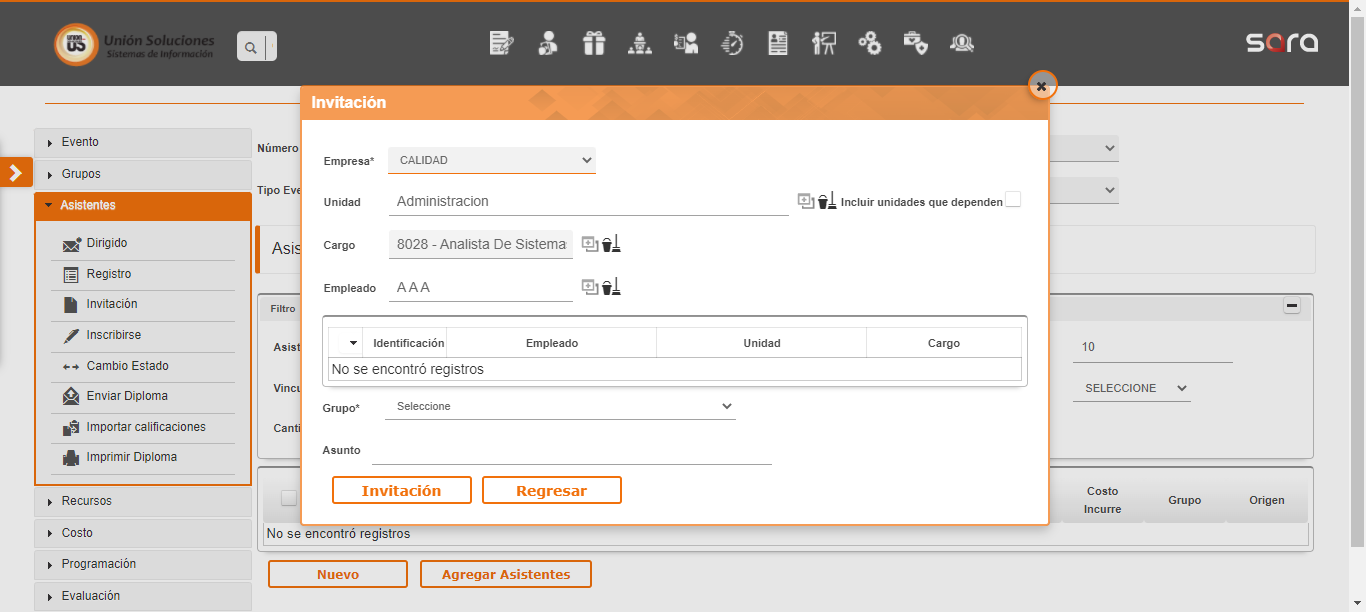 Unión Soluciones
Sistemas de Información
sara
Invitación
Evento
Grupos
Asistentes
Dirigido
Registro
Invitación
Inscribirse
Cambio Estado
Enviar Diploma
Importar calificaciones
Imprimir Diploma
Recursos
Costo
Programación
Evaluación
Número
Tipo Eve
Asis
Filtro
Asist
Vincu
Canti
10
SELECCIONE
Empresa*
CALIDAD
Unidad
Administracion
Incluir unidades que dependen
Cargo
8028 - Analista De Sistema
Empleado
A A A
Identificación Empleado Unidad Cargo
No se encontró registros
Grupo*
Seleccione
Asunto
Invitación
Regresar
Costo
Incurre
Grupo
Origen
No se encontró registros
Nuevo
Agregar Asistentes